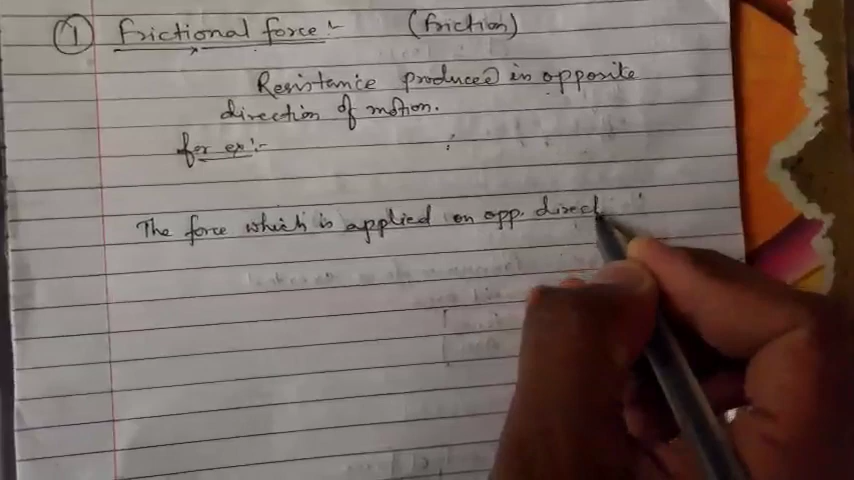 ① Frictional force :- (Friction)
Resistance produced in opposite
direction of motion.
for ex :-
The force which is applied on opp. direct